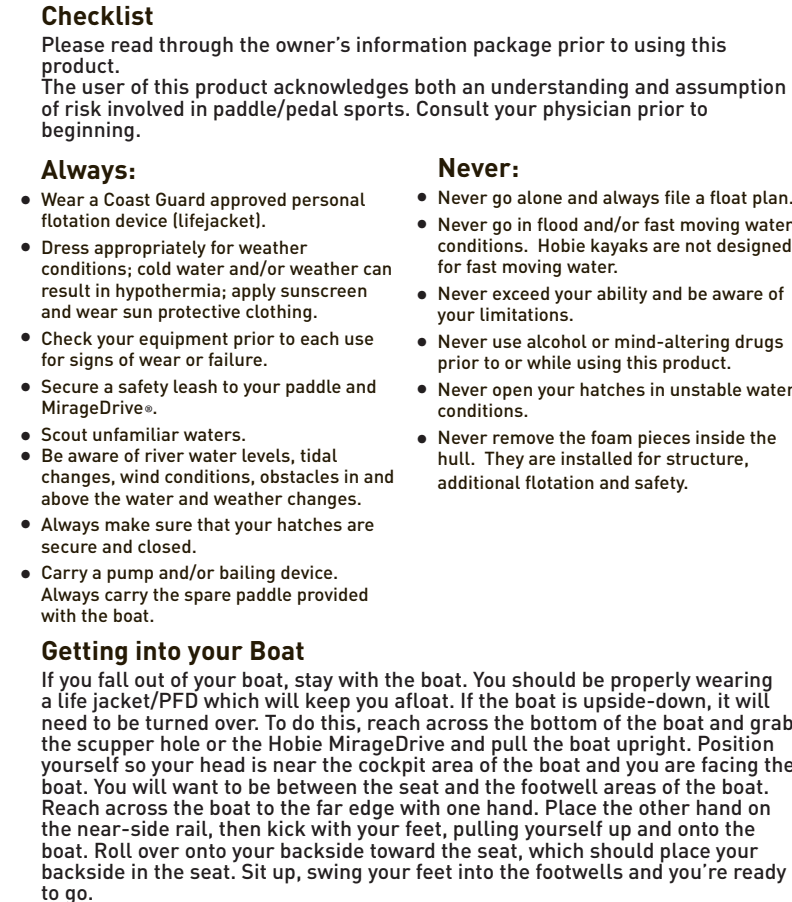 Checklist
Please read through the owner's information package prior to using this
product.
The user of this product acknowledges both an understanding and assumption
of risk involved in paddle/pedal sports. Consult your physician prior to
beginning.
Always:
• Wear a Coast Guard approved personal
flotation device (lifejacket).
• Dress appropriately for weather
conditions; cold water and/or weather can
result in hypothermia; apply sunscreen
and wear sun protective clothing.
• Check your equipment prior to each use
for signs of wear or failure.
• Secure a safety leash to your paddle and
MirageDrive®.
• Scout unfamiliar waters.
• Be aware of river water levels, tidal
changes, wind conditions, obstacles in and
above the water and weather changes.
• Always make sure that your hatches are
secure and closed.
• Carry a pump and/or bailing device.
Always carry the spare paddle provided
with the boat.
Never:
• Never go alone and always file a float plan.
• Never go in flood and/or fast moving water
conditions.  Hobie kayaks are not designed
for fast moving water.
• Never exceed your ability and be aware of
your limitations.
• Never use alcohol or mind-altering drugs
prior to or while using this product.
• Never open your hatches in unstable water
conditions.
• Never remove the foam pieces inside the
hull.  They are installed for structure,
additional flotation and safety.
Getting into your Boat
If you fall out of your boat, stay with the boat. You should be properly wearing
a life jacket/PFD which will keep you afloat. If the boat is upside-down, it will
need to be turned over. To do this, reach across the bottom of the boat and grab
the scupper hole or the Hobie MirageDrive and pull the boat upright. Position
yourself so your head is near the cockpit area of the boat and you are facing the
boat. You will want to be between the seat and the footwell areas of the boat.
Reach across the boat to the far edge with one hand. Place the other hand on
the near-side rail, then kick with your feet, pulling yourself up and onto the
boat. Roll over onto your backside toward the seat, which should place your
backside in the seat. Sit up, swing your feet into the footwells and you're ready
to go.